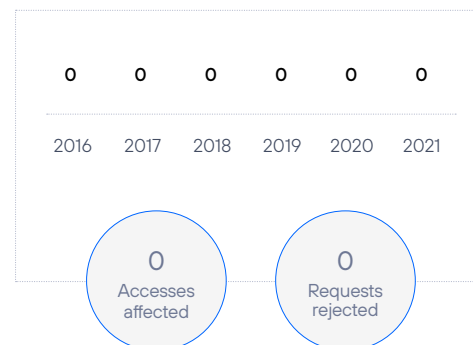 0 0 0 0 0 0
2016 2017 2018 2019 2020 2021
0
Accesses
affected
0
Requests
rejected